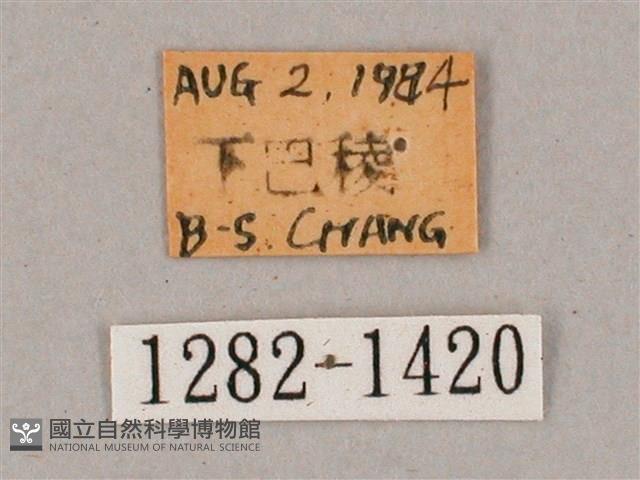 AUG 2, 1984
下巴稜
B-S. CHANG
1282-1420
國立自然科學博物館
NATIONAL MUSEUM OF NATURAL SCIENCE